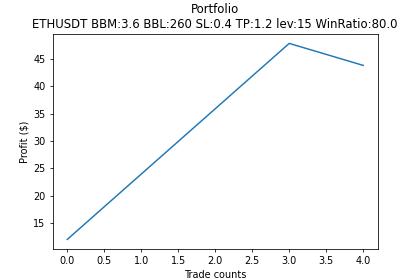 Portfolio
ETHUSDT BBM:3.6 BBL:260 SL:0.4 TP:1.2 lev:15 WinRatio:80.0
Profit ($)
45
40
35
30
25
20
15
0.0 0.5 1.0 1.5 2.0 2.5 3.0 3.5 4.0
Trade counts